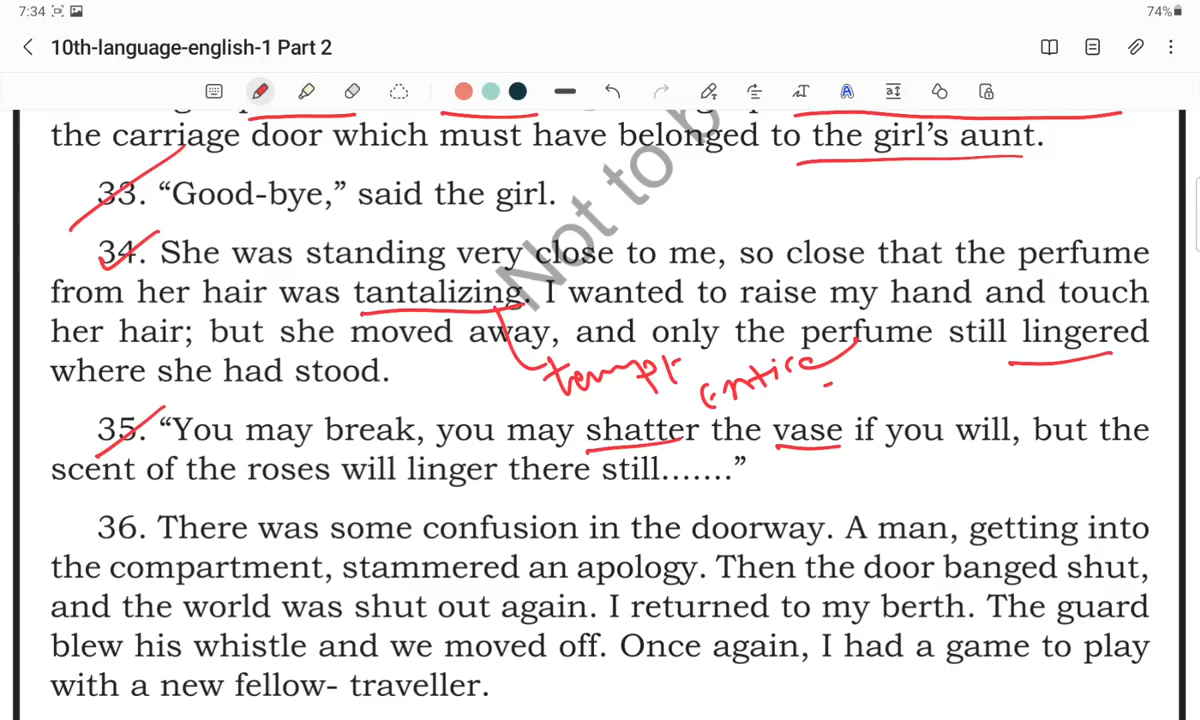 7:34 74%
10th-language-english-1 Part 2
the carriage door which must have belonged to the girl's aunt.
33. “Good-bye,” said the girl.
34. She was standing very close to me, so close that the perfume
from her hair was tantalizing. I wanted to raise my hand and touch
her hair; but she moved away, and only the perfume still lingered
where she had stood.
tempt entice
35. “You may break, you may shatter the vase if you will, but the
scent of the roses will linger there still.......”
36. There was some confusion in the doorway. A man, getting into
the compartment, stammered an apology. Then the door banged shut,
and the world was shut out again. I returned to my berth. The guard
blew his whistle and we moved off. Once again, I had a game to play
with a new fellow- traveller.
Not to b